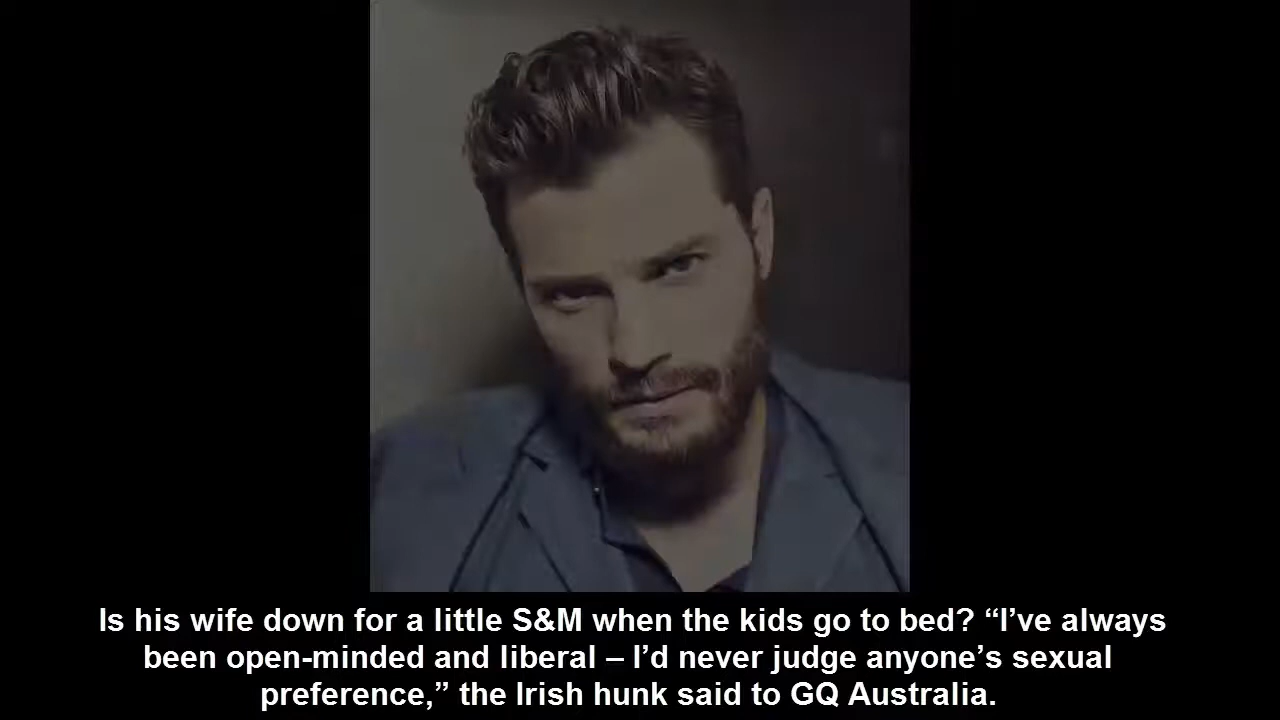 Is his wife down for a little S&M when the kids go to bed? “I’ve always
been open-minded and liberal – I’d never judge anyone’s sexual
preference,” the Irish hunk said to GQ Australia.